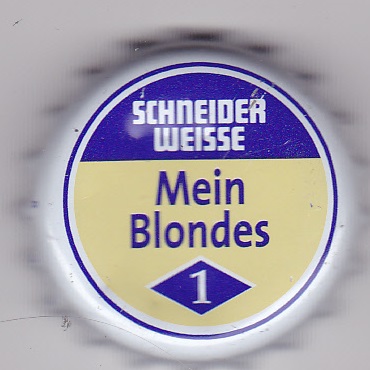 SCHNEIDER
WEISSE
Mein
Blondes
1